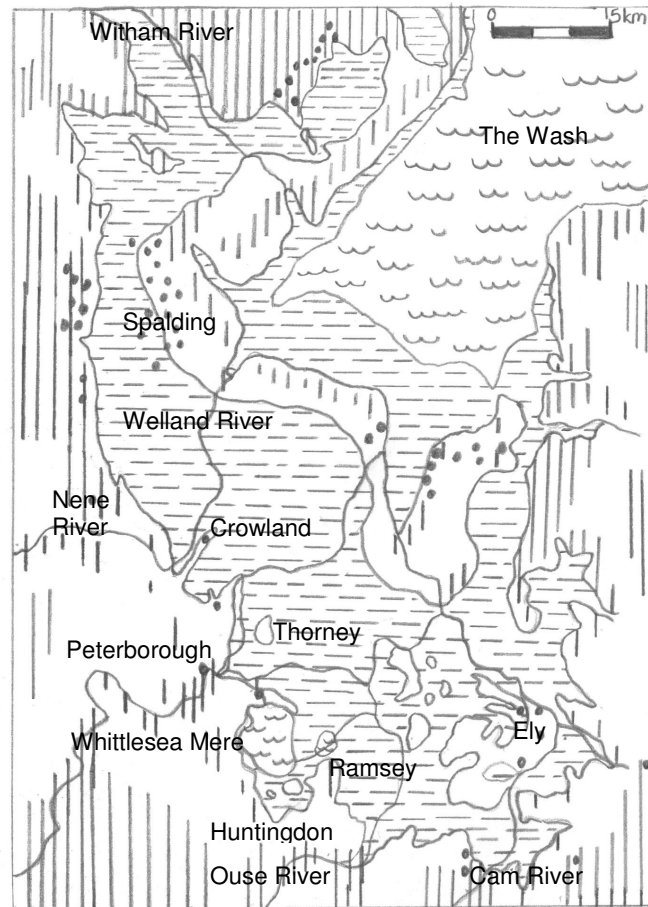 Witham River
0 15km
The Wash
Spalding
Welland River
Nene
River
Crowland
Thorney
Peterborough
Ely
Whittlesea Mere
Ramsey
Huntingdon
Ouse River
Cam River